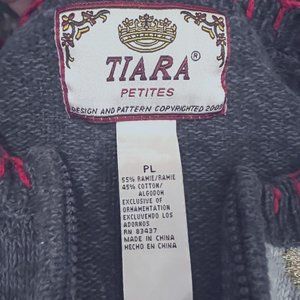 TIARA®
PETITES
DESIGN AND PATTERN COPYRIGHTED
PL
55% RAMIE/RAMIE
45% COTTON/
ALGODON
EXCLUSIVE OF
ORNAMENTATION
EXCLUYENDO LOS
ADORNOS
RN 83437
MADE IN CHINA
HECHO EN CHINA